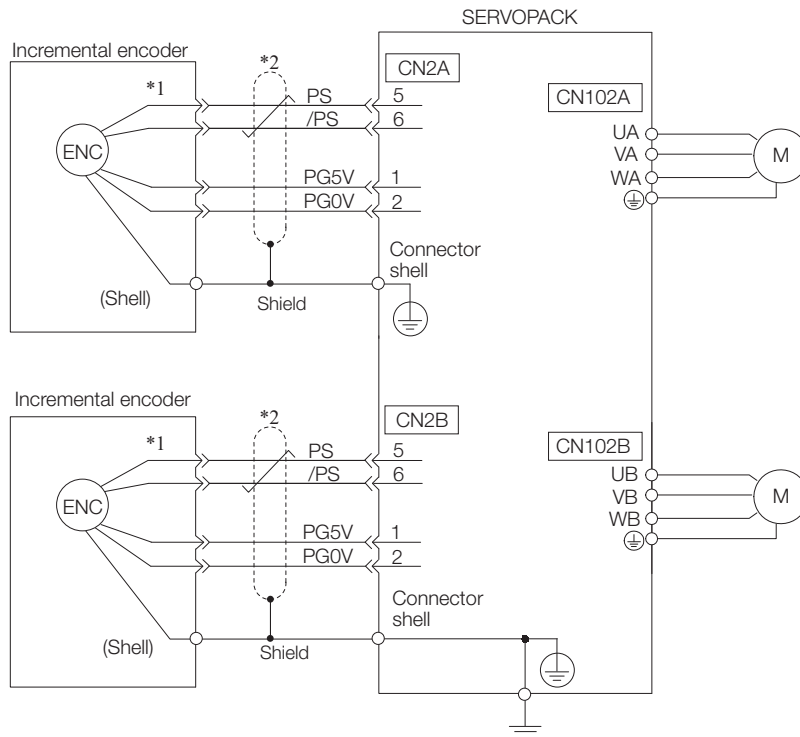 SERVOPACK
Incremental encoder
*1
*2
CN2A
ENC
PS
5
/PS
6
PG5V
1
PG0V
2
Connector
shell
(Shell)
Shield
CN102A
UA
VA
WA
M
Incremental encoder
*1
*2
CN2B
ENC
PS
5
/PS
6
PG5V
1
PG0V
2
Connector
shell
(Shell)
Shield
CN102B
UB
VB
WB
M